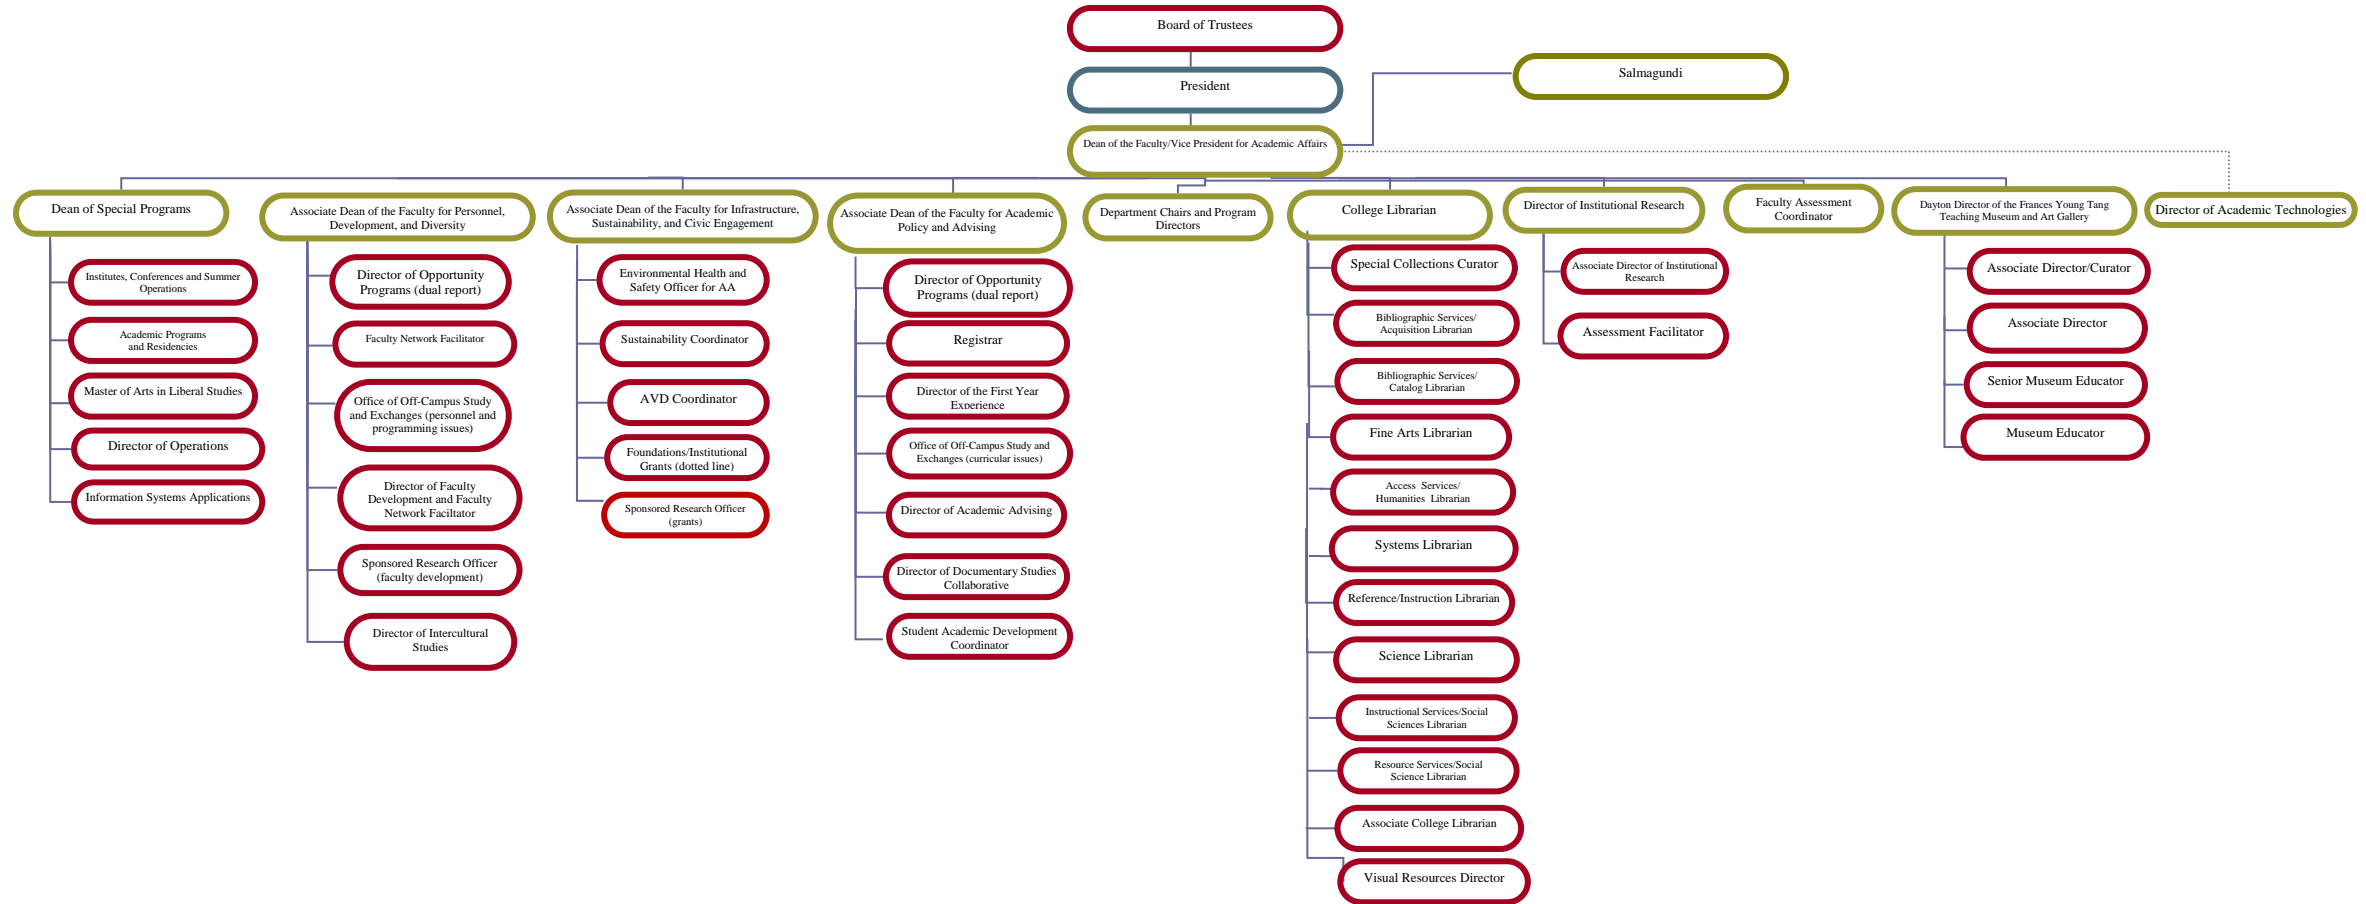 Board of Trustees
President
Salmagundi
Dean of the Faculty/Vice President for Academic Affairs
Dean of Special Programs
Institutes, Conferences and Summer
Operations
Academic Programs
and Residencies
Master of Arts in Liberal Studies
Director of Operations
Information Systems Applications
Associate Dean of the Faculty for Personnel,
Development, and Diversity
Director of Opportunity
Programs (dual report)
Faculty Network Facilitator
Office of Off-Campus Study
and Exchanges (personnel and
programming issues)
Director of Faculty
Development and Faculty
Network Faciltator
Sponsored Research Officer
(faculty development)
Director of Intercultural
Studies
Associate Dean of the Faculty for Infrastructure,
Sustainability, and Civic Engagement
Environmental Health and
Safety Officer for AA
Sustainability Coordinator
AVD Coordinator
Foundations/Institutional
Grants (dotted line)
Sponsored Research Officer
(grants)
Associate Dean of the Faculty for Academic
Policy and Advising
Director of Opportunity
Programs (dual report)
Registrar
Director of the First Year
Experience
Office of Off-Campus Study and
Exchanges (curricular issues)
Director of Academic Advising
Director of Documentary Studies
Collaborative
Student Academic Development
Coordinator
Department Chairs and Program
Directors
College Librarian
Special Collections Curator
Bibliographic Services/
Acquisition Librarian
Bibliographic Services/
Catalog Librarian
Fine Arts Librarian
Access Services/
Humanities Librarian
Systems Librarian
Reference/Instruction Librarian
Science Librarian
Instructional Services/Social
Sciences Librarian
Resource Services/Social
Science Librarian
Associate College Librarian
Visual Resources Director
Director of Institutional Research
Associate Director of Institutional
Research
Assessment Facilitator
Faculty Assessment
Coordinator
Dayton Director of the Frances Young Tang
Teaching Museum and Art Gallery
Associate Director/Curator
Associate Director
Senior Museum Educator
Museum Educator
Director of Academic Technologies